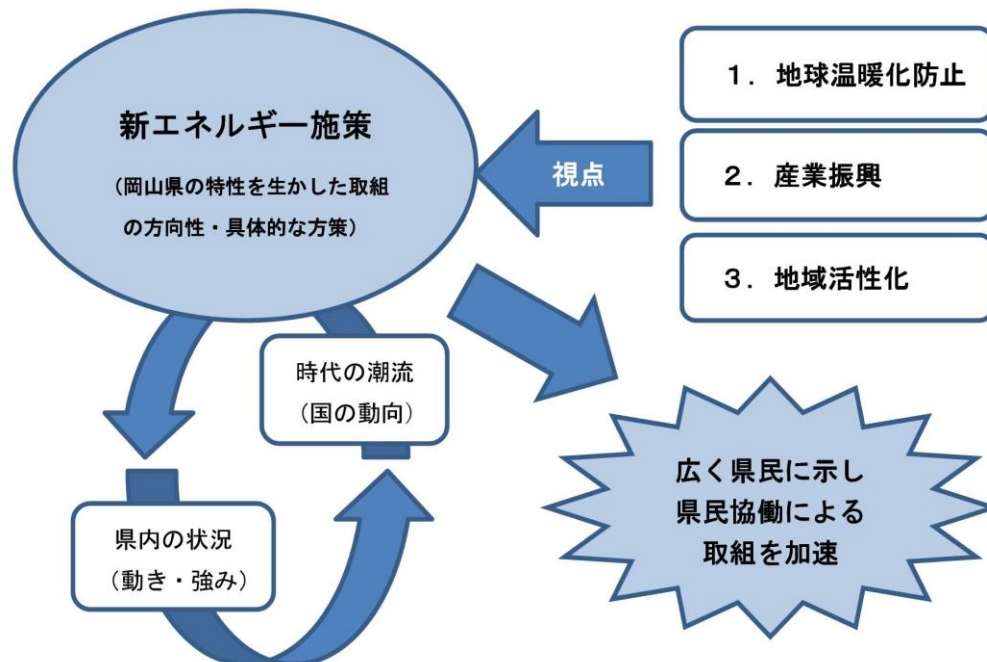 新エネルギー施策
（岡山県の特性を生かした取組
の方向性・具体的な方策）
視点
１．地球温暖化防止
２．産業振興
３．地域活性化
時代の潮流
（国の動向）
県内の状況
（動き・強み）
広く県民に示し
県民協働による
取組を加速